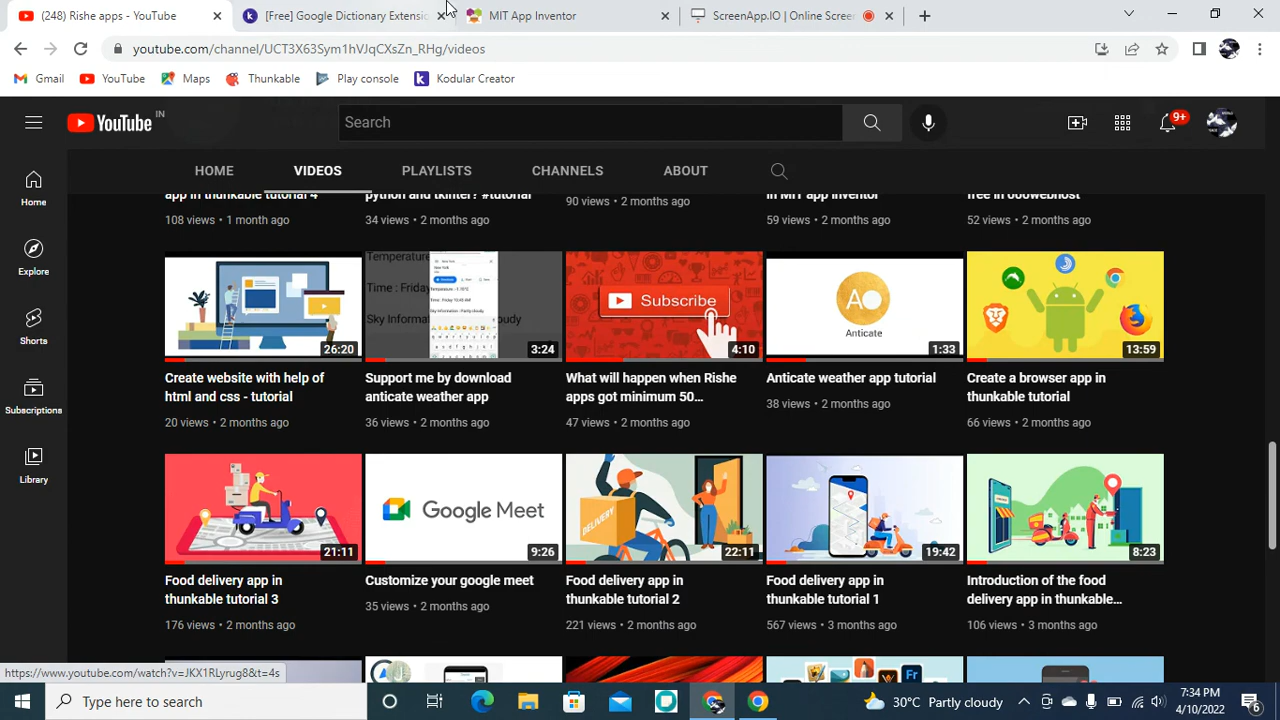 (248) Rishe apps - YouTube
[Free] Google Dictionary Extensio
MIT App Inventor
ScreenApp.IO | Online Screen
youtube.com/channel/UCT3X63Sym1hVJqCXsZn_RHg/videos
Gmail
YouTube
Maps
Thunkable
Play console
Kodular Creator
YouTube IN
Search
9+
HOME
VIDEOS
PLAYLISTS
CHANNELS
ABOUT
Home
Explore
Shorts
Subscriptions
Library
app in thunkable tutorial 4
108 views • 1 month ago
python and tkinter? #tutorial
34 views • 2 months ago
90 views • 2 months ago
in MIT app inventor
59 views • 2 months ago
free in 000webhost
52 views • 2 months ago
26:20
Create website with help of
html and css - tutorial
20 views • 2 months ago
Temperature
Time : Friday
Sky Informa
oudy
3:24
Support me by download
anticate weather app
36 views • 2 months ago
Subscribe
4:10
What will happen when Rishe
apps got minimum 50...
47 views • 2 months ago
AC
Anticate
1:33
Anticate weather app tutorial
38 views • 2 months ago
13:59
Create a browser app in
thunkable tutorial
66 views • 2 months ago
21:11
Food delivery app in
thunkable tutorial 3
176 views • 2 months ago
Google Meet
9:26
Customize your google meet
35 views • 2 months ago
DELIVERY
22:11
Food delivery app in
thunkable tutorial 2
221 views • 2 months ago
19:42
Food delivery app in
thunkable tutorial 1
567 views • 3 months ago
8:23
Introduction of the food
delivery app in thunkable...
106 views • 3 months ago
https://www.youtube.com/watch?v=JKX1RLyrug8&t=4s
Type here to search
30°C Partly cloudy
7:34 PM
4/10/2022
6